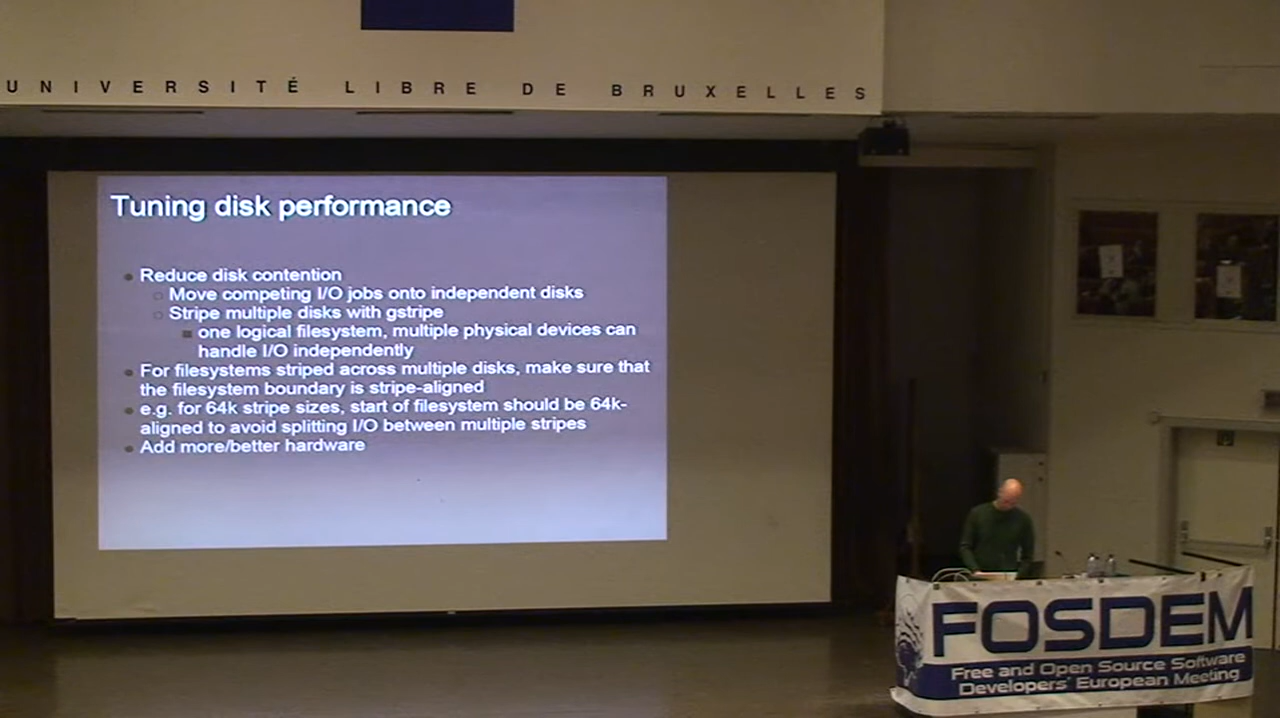 UNIVERSITÉ LIBRE DE BRUXELLES
Tuning disk performance
Reduce disk contention
Move competing I/O jobs onto independent disks
Stripe multiple disks with gstripe
one logical filesystem, multiple physical devices can
handle I/O independently
For filesystems striped across multiple disks, make sure that
the filesystem boundary is stripe-aligned
e.g. for 64k stripe sizes, start of filesystem should be 64k-
aligned to avoid splitting I/O between multiple stripes
Add more/better hardware
FOSDEM
Free and Open Source Software
Developers' European Meeting